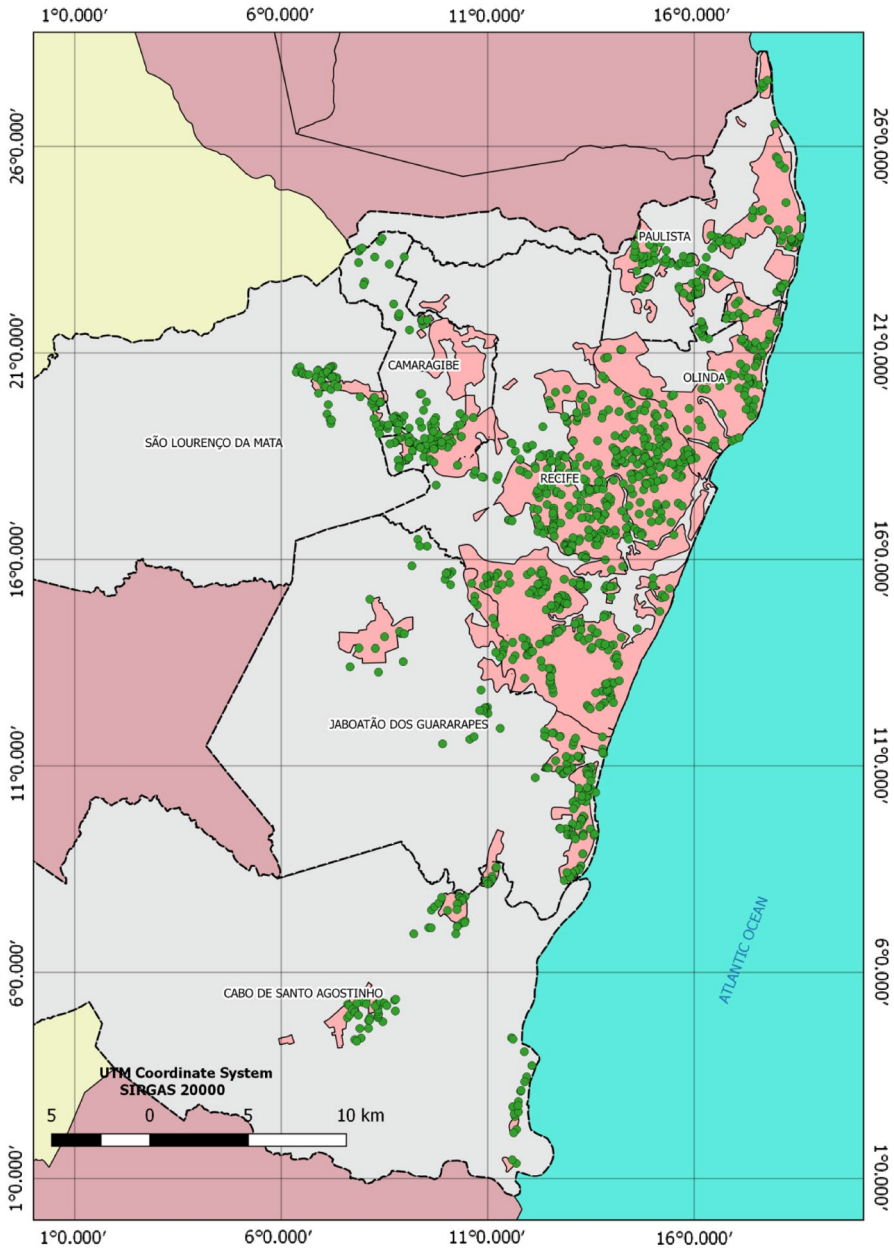 1°0.000' 6°0.000' 11°0.000' 16°0.000'
26°0.000' 26°0.000'
PAULISTA
21°0.000' 21°0.000'
CAMARAGIBE
OLINDA
SÃO LOURENÇO DA MATA
RECIFE
16°0.000' 16°0.000'
JABOATÃO DOS GUARARAPES
11°0.000' 11°0.000'
ATLANTIC OCEAN
6°0.000' 6°0.000'
CABO DE SANTO AGOSTINHO
UTM Coordinate System
SIRGAS 20000
5 0 5 10 km
1°0.000' 1°0.000'
1°0.000' 6°0.000' 11°0.000' 16°0.000'